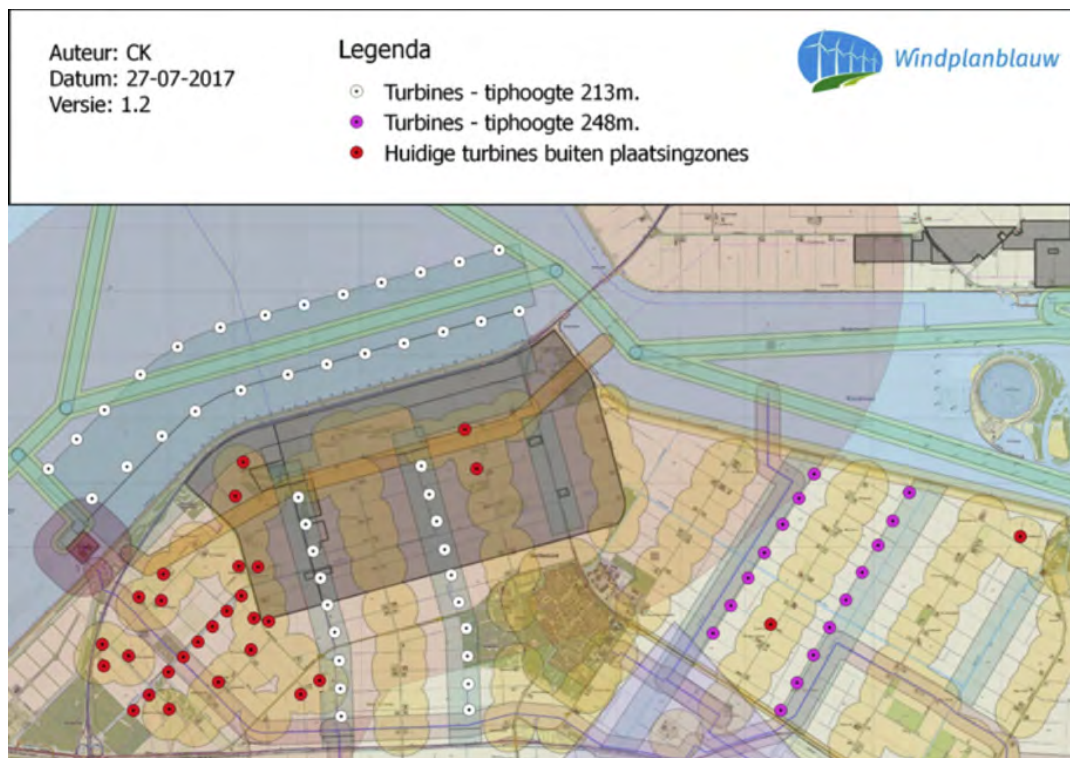 Auteur: CK
Datum: 27-07-2017
Versie: 1.2
Legenda
Turbines - tiphoogte 213m.
Turbines - tiphoogte 248m.
Huidige turbines buiten plaatsingzones
Windplanblauw